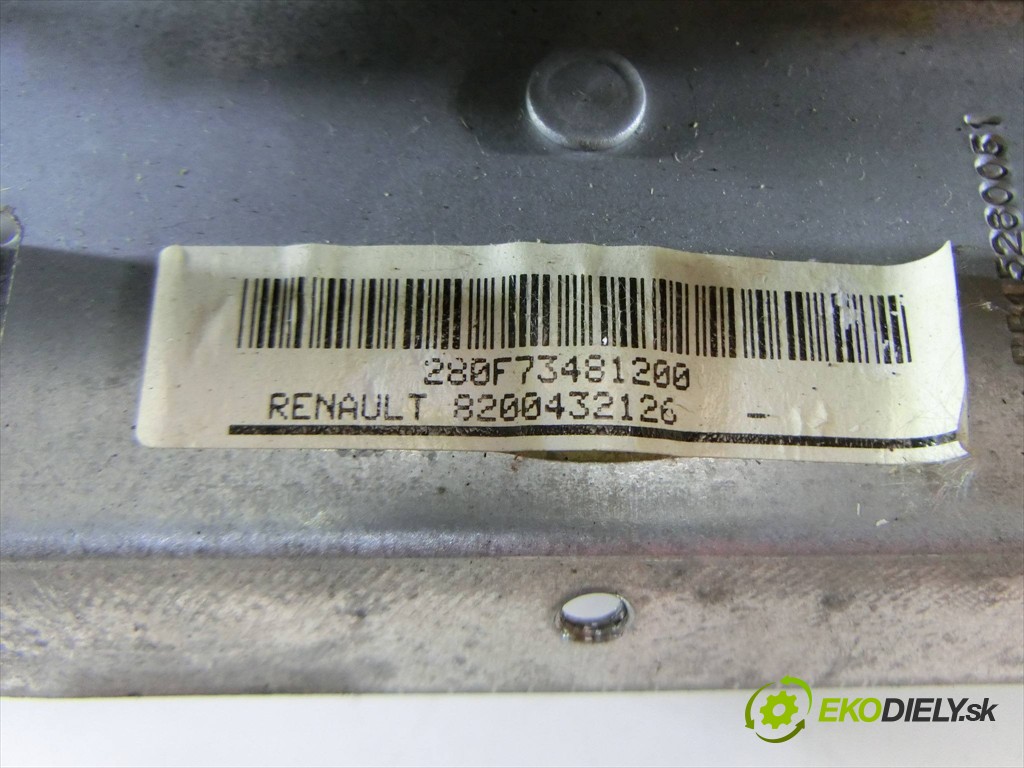 280F73481200
RENAULT 8200432126 -
EKODIELY.sk